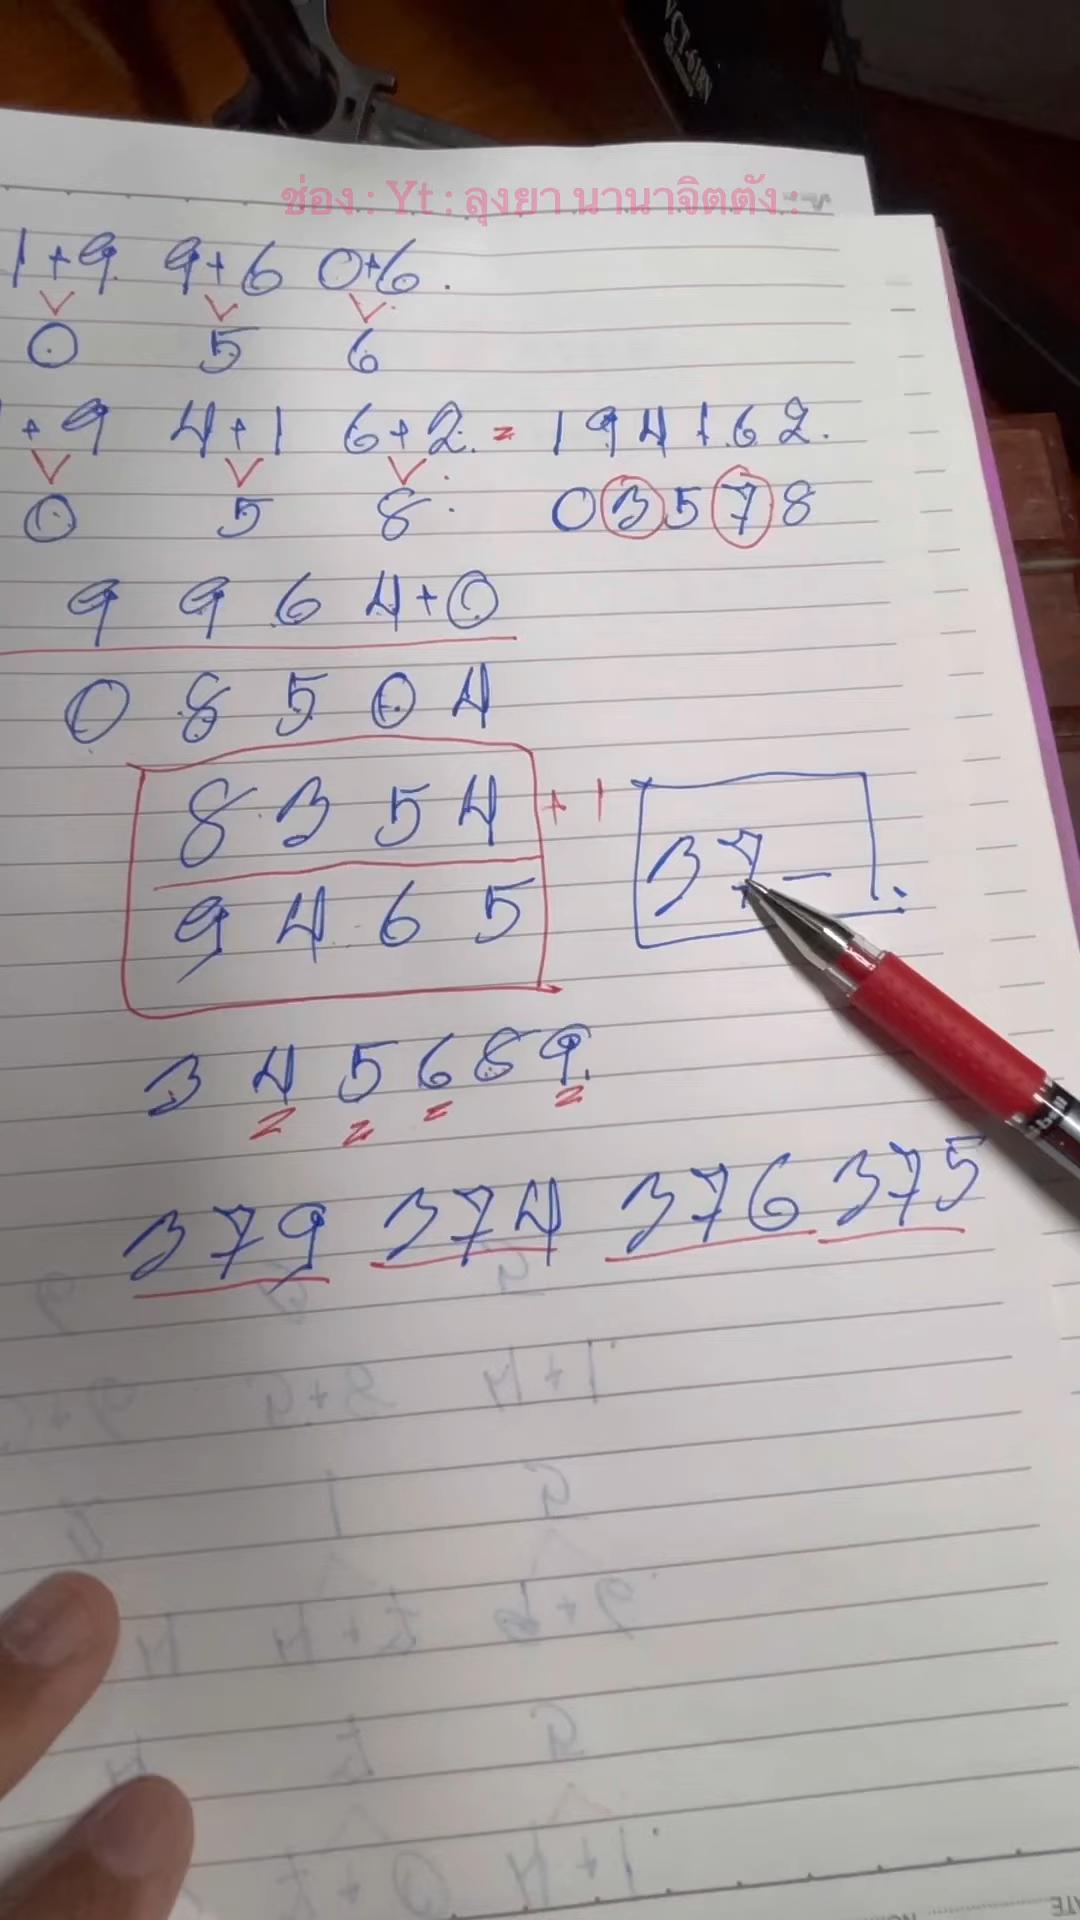 ช่อง : Yt : ลุงยา นานาจิตตัง :
1+9 9+6 0+6.
0 5 6
+9 4+1 6+2. = 194162.
0 5 8. 03578
9 9 6 4+0
0 8 5 0 4
8 3 5 4 + 1
37-
9 4 6 5
3 4 5 6 8 9.
379 374 376 375